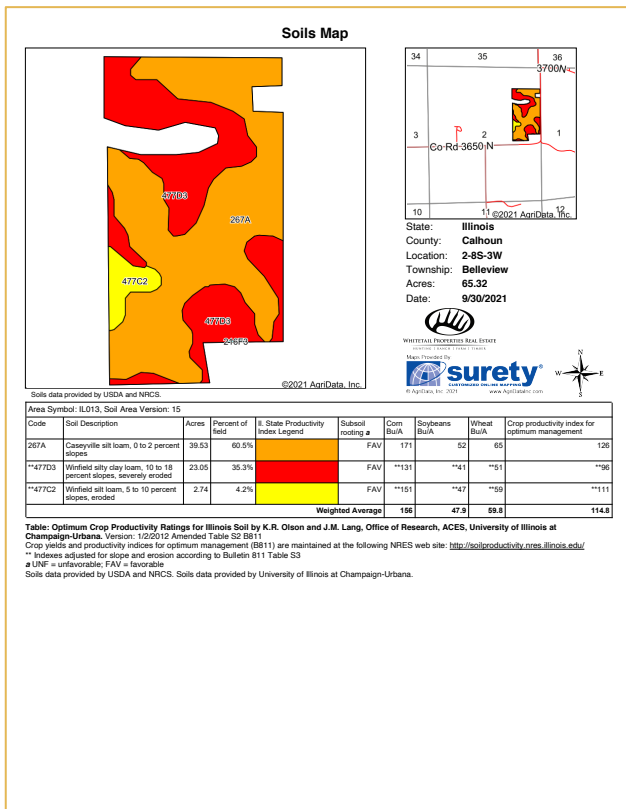 Soils Map
477D3
267A
477C2
477D3
216F3
©2021 AgriData, Inc.
Soils data provided by USDA and NRCS.
34 35 36
3700N
3 2 1
Co Rd 3650 N
10 11 12
©2021 AgriData, Inc.
State: Illinois
County: Calhoun
Location: 2-8S-3W
Township: Belleview
Acres: 65.32
Date: 9/30/2021
WHITETAIL PROPERTIES REAL ESTATE
HUNTING | RANCH | FARM | TIMBER
Maps Provided By
surety®
CUSTOMIZED ONLINE MAPPING
© AgriData, Inc. 2021 www.AgriDataInc.com
N
W E
S
Area Symbol: IL013, Soil Area Version: 15
Code Soil Description Acres Percent of field Il. State Productivity Index Legend Subsoil rooting a Corn Bu/A Soybeans Bu/A Wheat Bu/A Crop productivity index for optimum management
267A Caseyville silt loam, 0 to 2 percent slopes 39.53 60.5% FAV 171 52 65 126
**477D3 Winfield silty clay loam, 10 to 18 percent slopes, severely eroded 23.05 35.3% FAV **131 **41 **51 **96
**477C2 Winfield silt loam, 5 to 10 percent slopes, eroded 2.74 4.2% FAV **151 **47 **59 **111
Weighted Average 156 47.9 59.8 114.8
Table: Optimum Crop Productivity Ratings for Illinois Soil by K.R. Olson and J.M. Lang, Office of Research, ACES, University of Illinois at
Champaign-Urbana. Version: 1/2/2012 Amended Table S2 B811
Crop yields and productivity indices for optimum management (B811) are maintained at the following NRES web site: http://soilproductivity.nres.illinois.edu/
** Indexes adjusted for slope and erosion according to Bulletin 811 Table S3
a UNF = unfavorable; FAV = favorable
Soils data provided by USDA and NRCS. Soils data provided by University of Illinois at Champaign-Urbana.